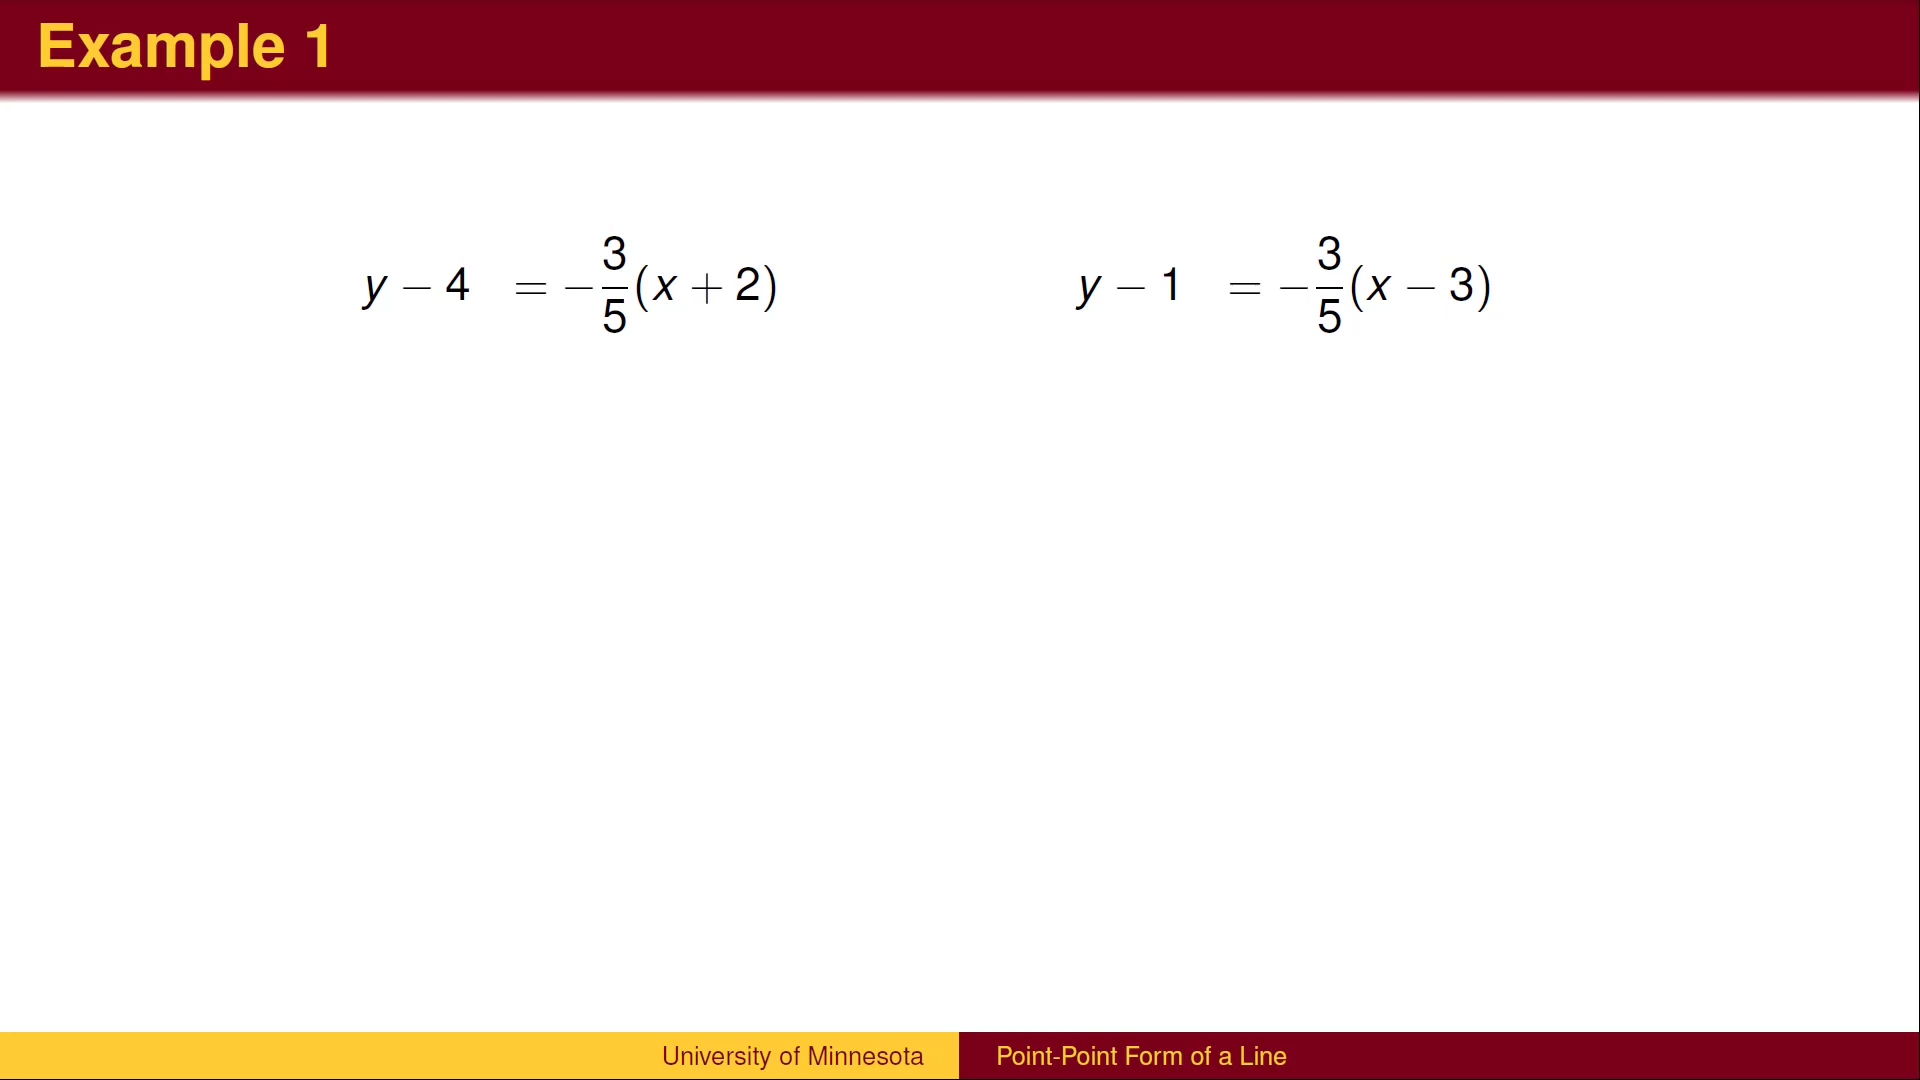 Example 1
y − 4 = −3/5(x + 2)
y − 1 = −3/5(x − 3)
University of Minnesota
Point-Point Form of a Line